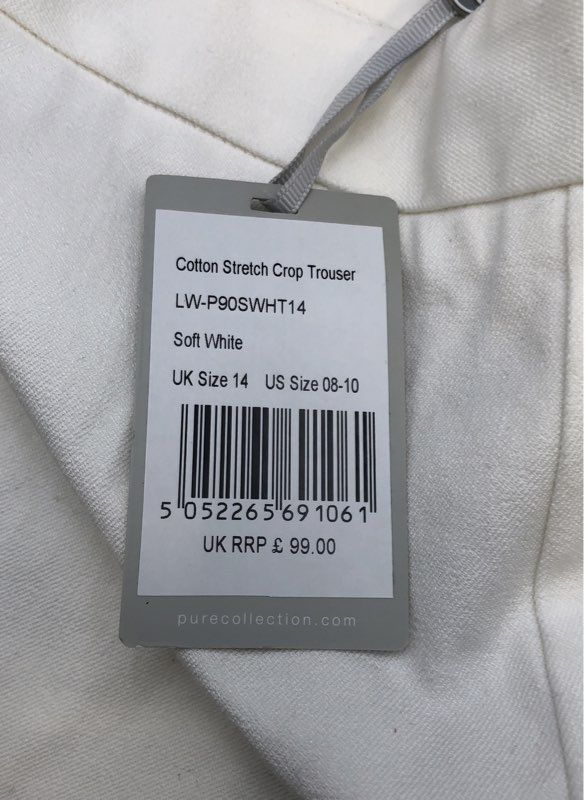 Cotton Stretch Crop Trouser
LW-P90SWHT14
Soft White
UK Size 14 US Size 08-10
5 052265 691061
UK RRP £ 99.00
purecollection.com